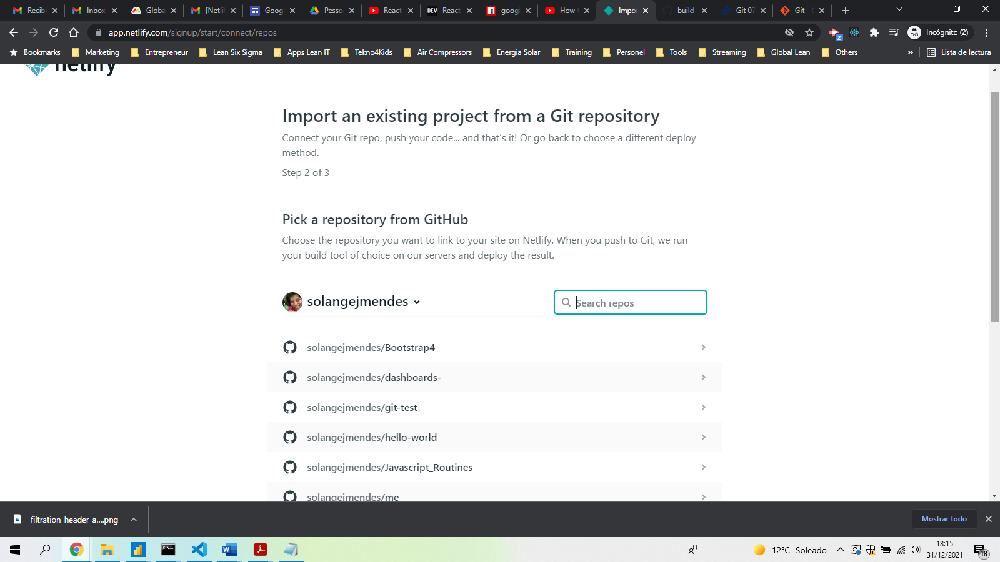 Recibi
Inbox
Globa
[Netlif
Goog
Pesso
React
DEV
React
googl
How t
Impor
build
Git 07
Git - G
app.netlify.com/signup/start/connect/repos
2
Incógnito (2)
Bookmarks
Marketing
Entrepreneur
Lean Six Sigma
Apps Lean IT
Tekno4Kids
Air Compressors
Energia Solar
Training
Personel
Tools
Streaming
Global Lean
Others
»
Lista de lectura
netlify
Import an existing project from a Git repository
Connect your Git repo, push your code... and that's it! Or go back to choose a different deploy
method.
Step 2 of 3
Pick a repository from GitHub
Choose the repository you want to link to your site on Netlify. When you push to Git, we run
your build tool of choice on our servers and deploy the result.
solangejmendes
Search repos
solangejmendes/Bootstrap4
solangejmendes/dashboards-
solangejmendes/git-test
solangejmendes/hello-world
solangejmendes/Javascript_Routines
solangejmendes/me
filtration-header-a....png
Mostrar todo
12°C Soleado
18:15
31/12/2021
18